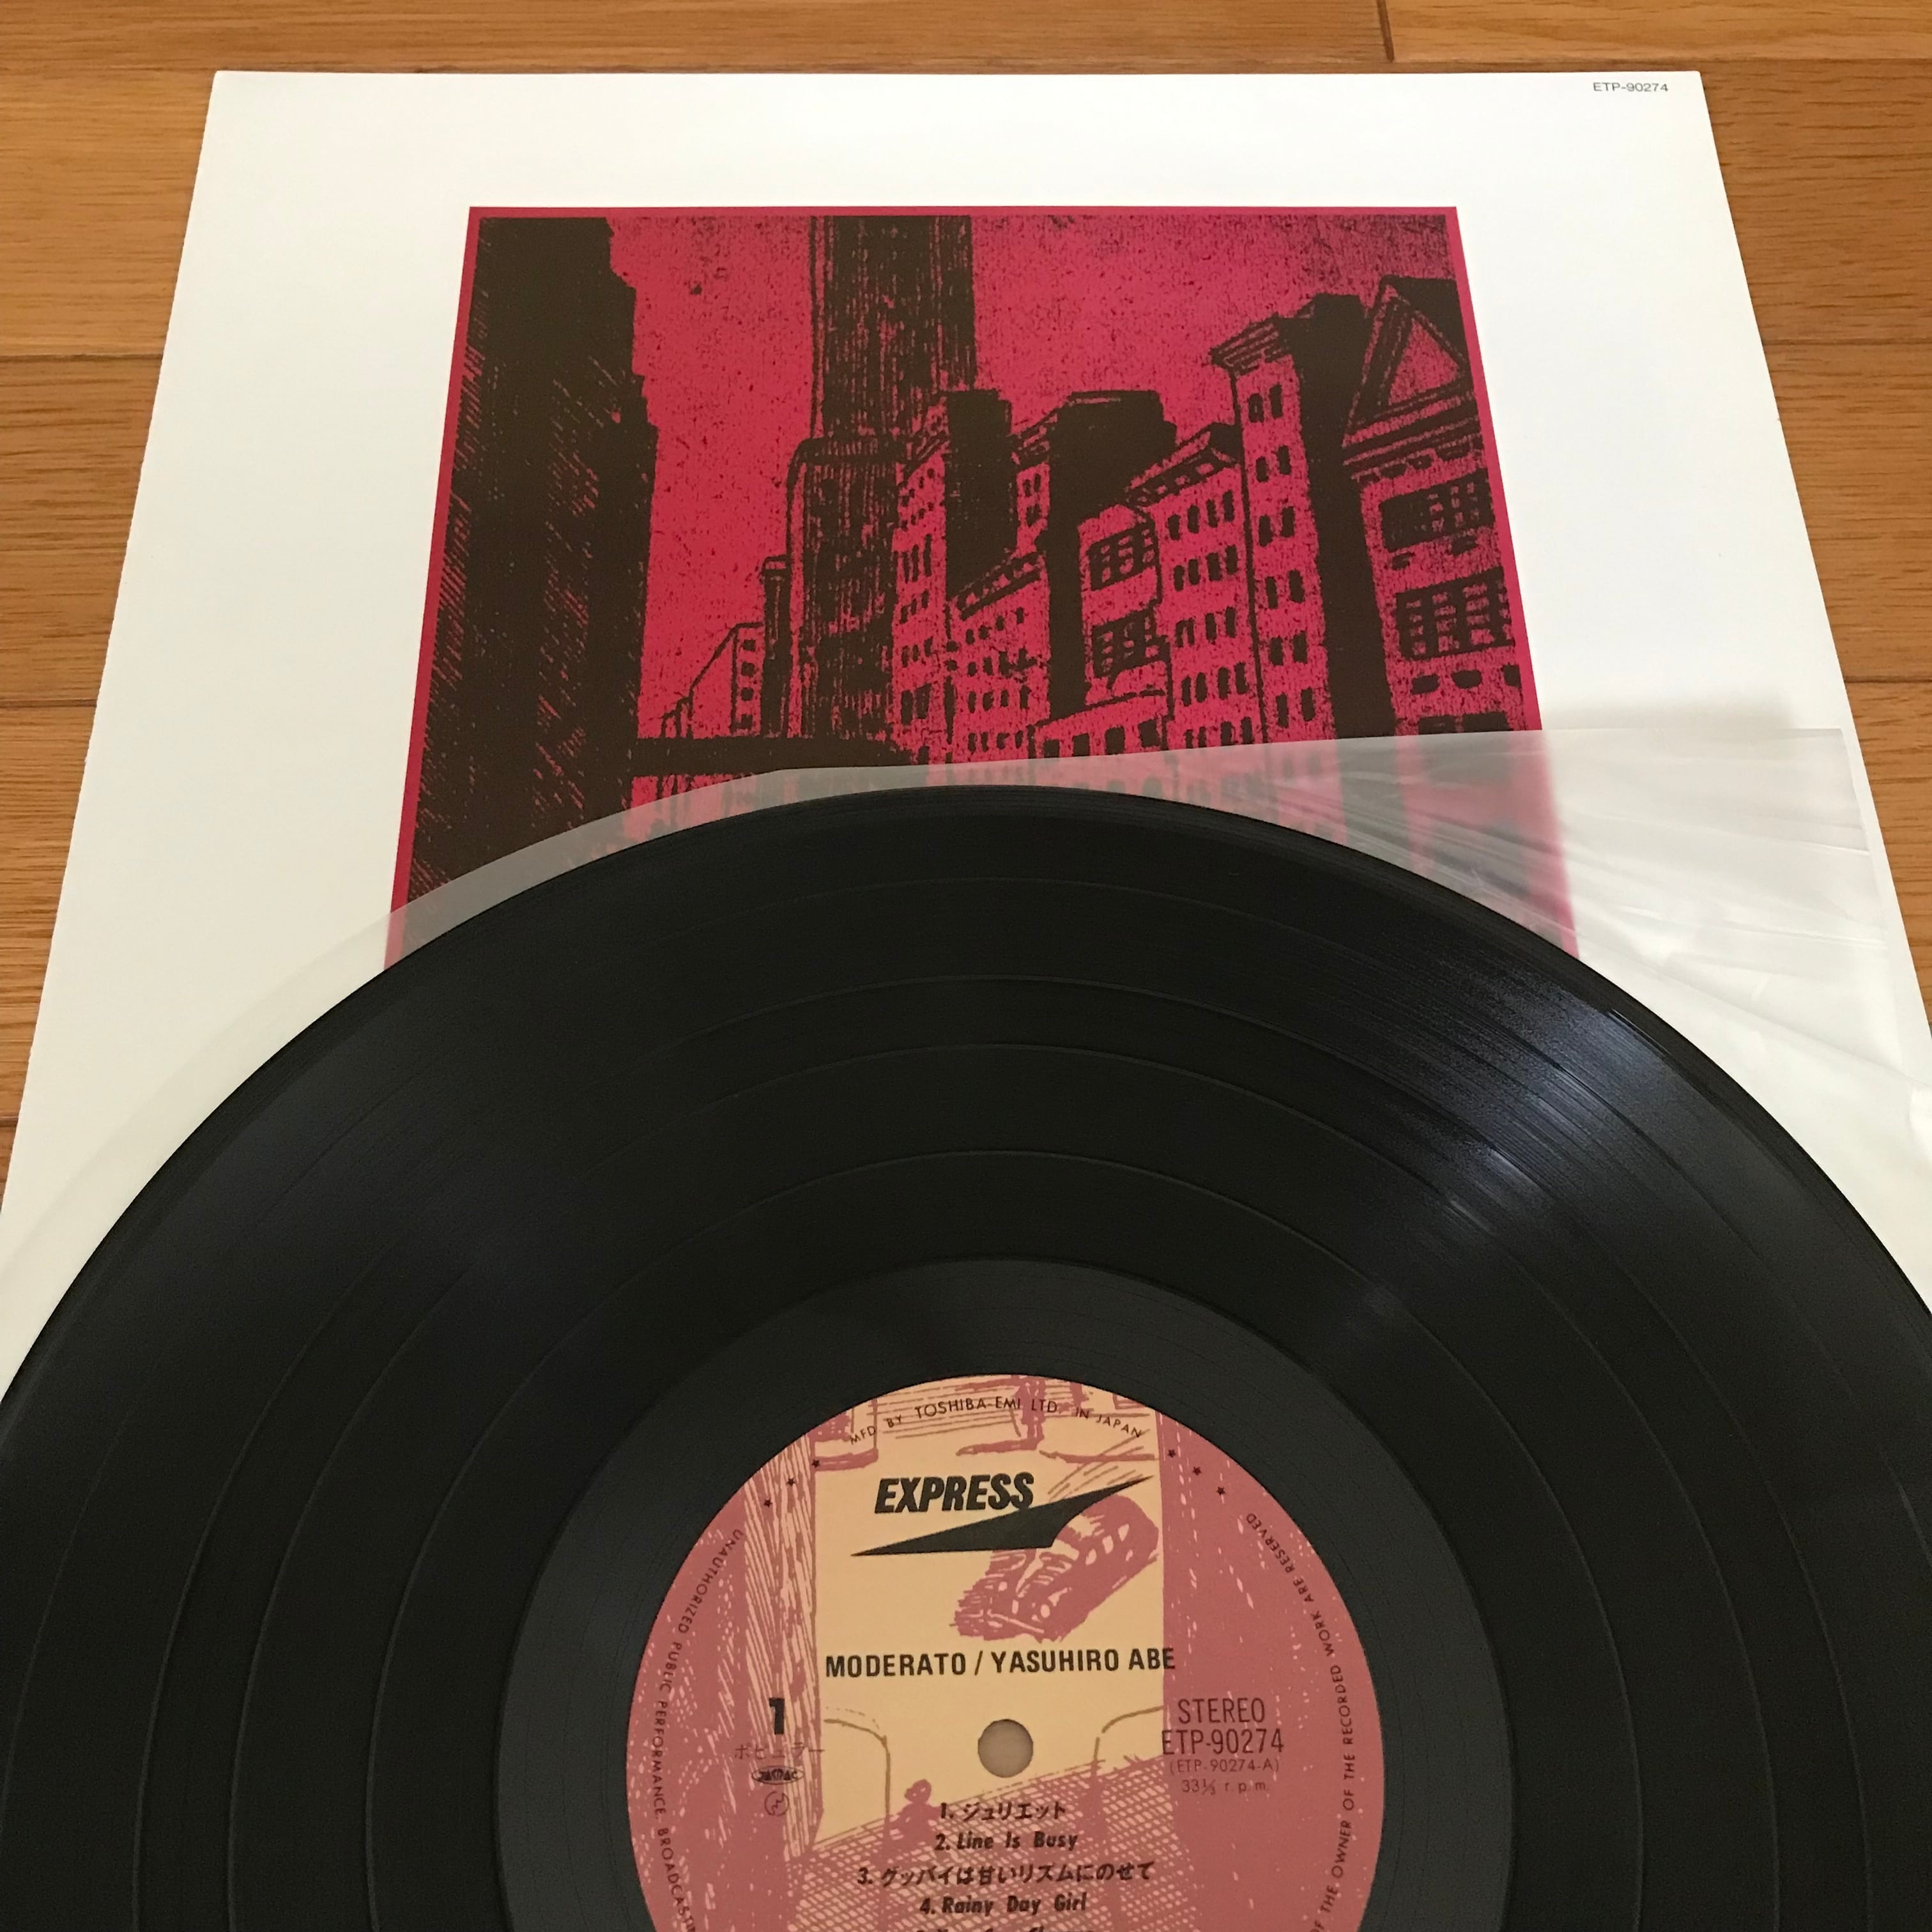 ETP-90274
MFD BY TOSHIBA-EMI LTD. IN JAPAN
EXPRESS
UNAUTHORIZED PUBLIC PERFORMANCE, BROADCASTIN
OF THE OWNER OF THE RECORDED WORK ARE RESERVED
MODERATO / YASUHIRO ABE
1
ポピュラー
JASRAC
STEREO
ETP-90274
(ETP-90274-A)
33⅓ r.p.m.
1. ジュリエット
2. Line Is Busy
3. グッバイは甘いリズムにのせて
4. Rainy Day Girl